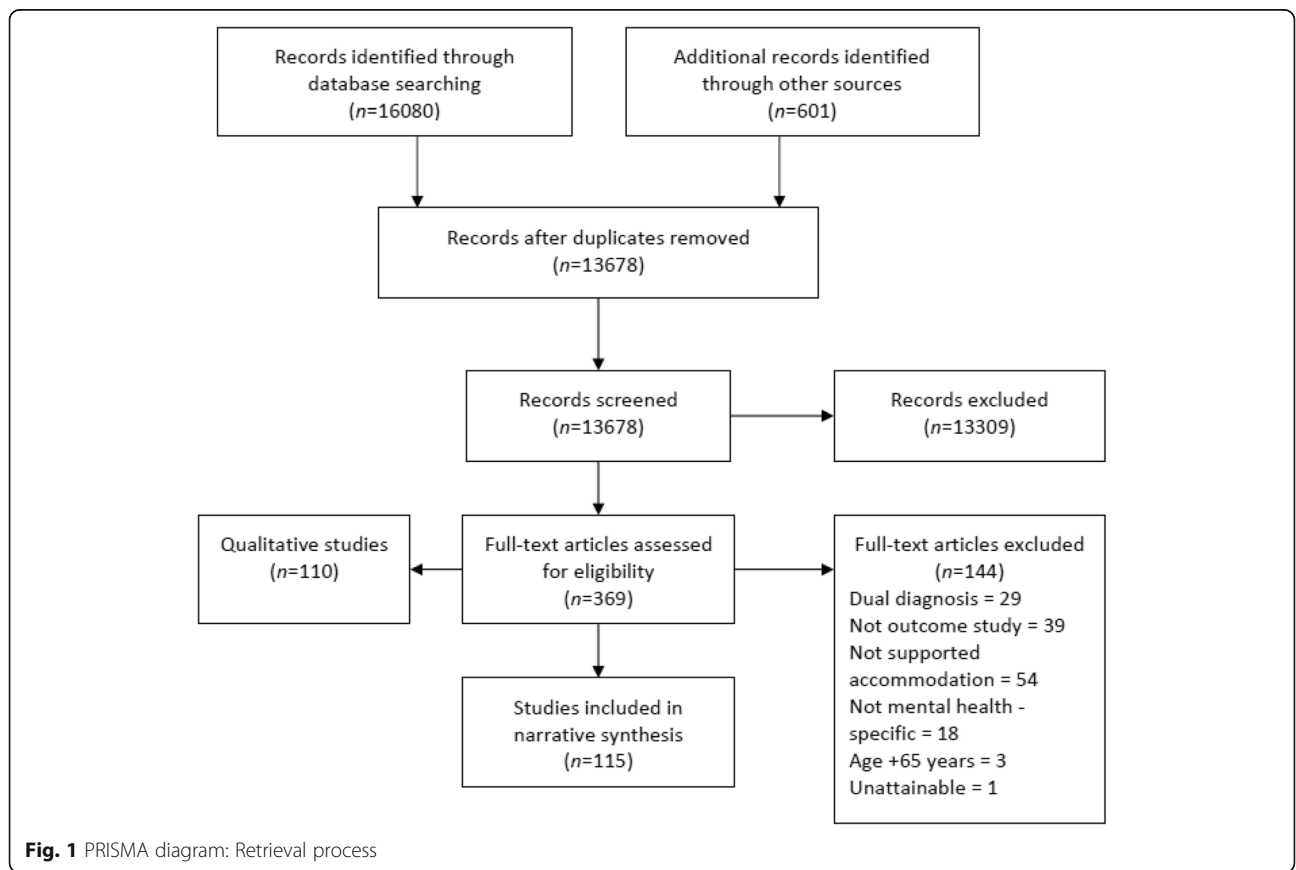 Records identified through
database searching
(n=16080)
Additional records identified
through other sources
(n=601)
Records after duplicates removed
(n=13678)
Records screened
(n=13678)
Records excluded
(n=13309)
Qualitative studies
(n=110)
Full-text articles assessed
for eligibility
(n=369)
Full-text articles excluded
(n=144)
Dual diagnosis = 29
Not outcome study = 39
Not supported
accommodation = 54
Not mental health -
specific = 18
Age +65 years = 3
Unattainable = 1
Studies included in
narrative synthesis
(n=115)
Fig. 1 PRISMA diagram: Retrieval process